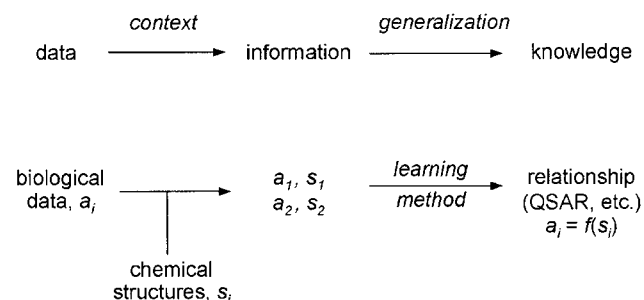 context
generalization
data
information
knowledge
biological
data, a_i
a_1, s_1
a_2, s_2
learning
method
relationship
(QSAR, etc.)
a_i = f(s_i)
chemical
structures, s_i